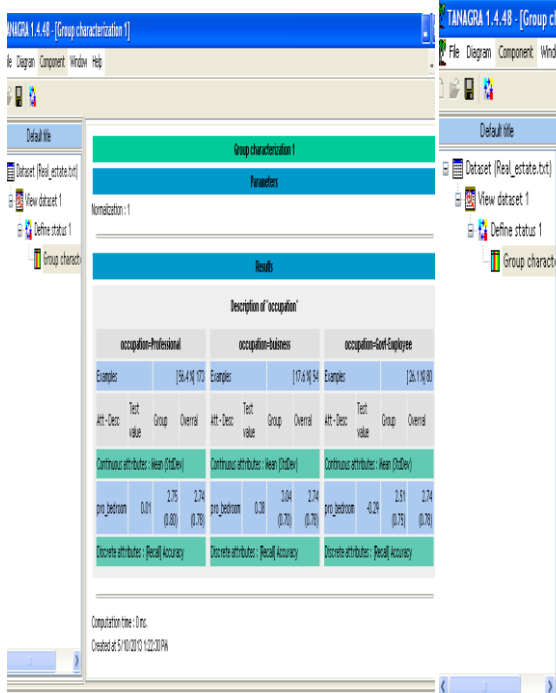 TANAGRA 1.4.48 - [Group characterization 1]
File Diagram Component Window Help
Default title
Dataset (Real_estate.txt)
View dataset 1
Define status 1
Group charact
Group characterization 1
Parameters
Normalization : 1
Results
Description of "occupation"
occupation=Professional occupation=buisness occupation=Govt-Employee
Examples [56.4 %] 173 Examples [17.6 %] 54 Examples [26.1 %] 80
Att - Desc Test value Group Overral Att - Desc Test value Group Overral Att - Desc Test value Group Overral
Continuous attributes : Mean (StdDev) Continuous attributes : Mean (StdDev) Continuous attributes : Mean (StdDev)
pro_bedroom 0.01 2.75 (0.80) 2.74 (0.78) pro_bedroom 0.38 3.04 (0.70) 2.74 (0.78) pro_bedroom -0.29 2.51 (0.75) 2.74 (0.78)
Discrete attributes : [Recall] Accuracy Discrete attributes : [Recall] Accuracy Discrete attributes : [Recall] Accuracy
Computation time : 0 ms.
Created at 5/10/2013 1:22:30 PM
TANAGRA 1.4.48 - [Group c
File Diagram Component Wind
Default title
Dataset (Real_estate.txt)
View dataset 1
Define status 1
Group charact